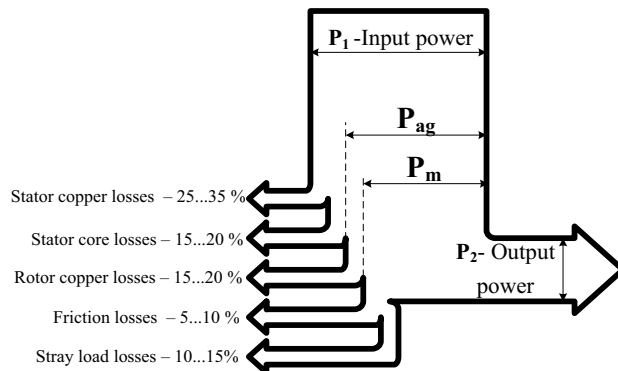 P₁ -Input power
Pag
Pm
Stator copper losses – 25...35 %
Stator core losses – 15...20 %
Rotor copper losses – 15...20 %
Friction losses – 5...10 %
Stray load losses – 10...15%
P₂- Output
power